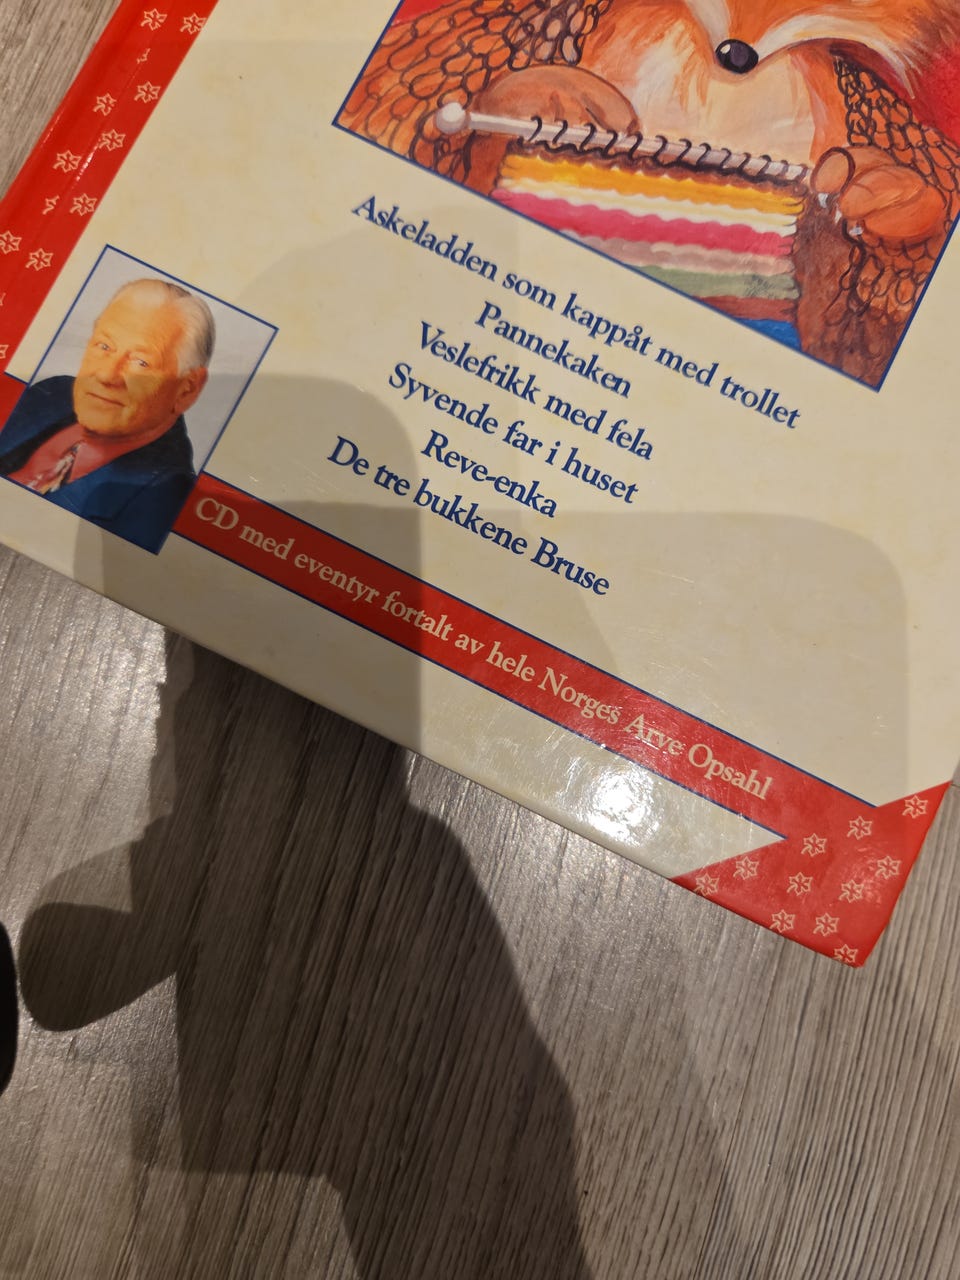 Askeladden som kappåt med trollet
Pannekaken
Veslefrikk med fela
Syvende far i huset
Reve-enka
De tre bukkene Bruse
CD med eventyr fortalt av hele Norges Arve Opsahl